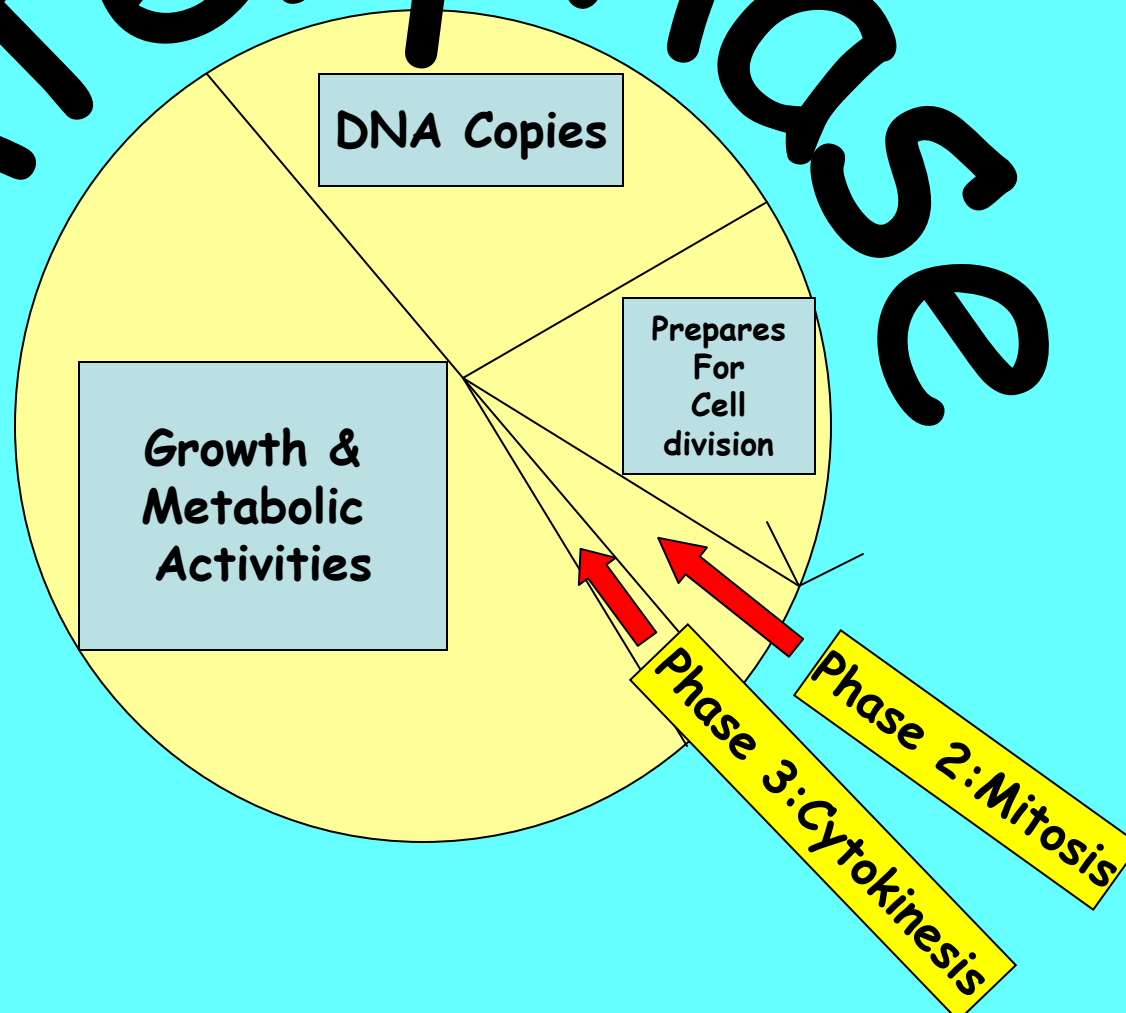 DNA Copies
Prepares
For
Cell
division
Growth &
Metabolic
Activities
Phase 2:Mitosis
Phase 3:Cytokinesis